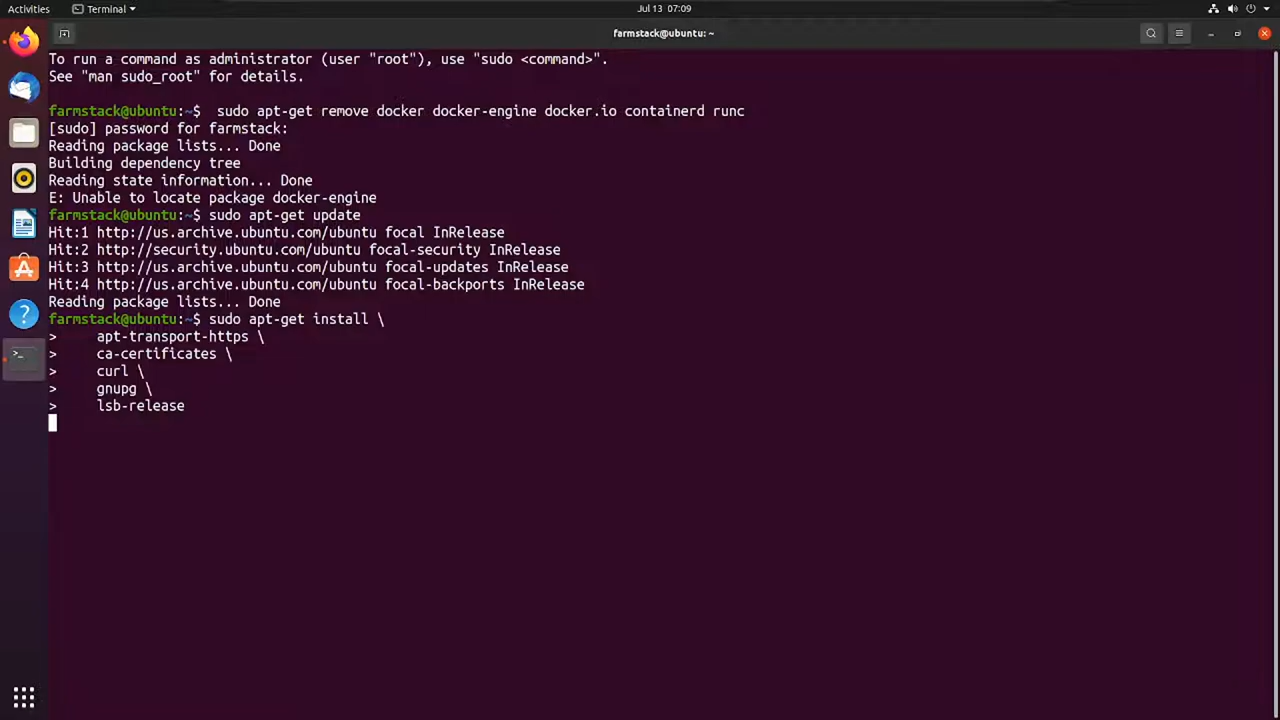 Activities
Terminal
Jul 13 07:09
farmstack@ubuntu: ~
To run a command as administrator (user "root"), use "sudo <command>".
See "man sudo_root" for details.
farmstack@ubuntu:~$  sudo apt-get remove docker docker-engine docker.io containerd runc
[sudo] password for farmstack:
Reading package lists... Done
Building dependency tree
Reading state information... Done
E: Unable to locate package docker-engine
farmstack@ubuntu:~$ sudo apt-get update
Hit:1 http://us.archive.ubuntu.com/ubuntu focal InRelease
Hit:2 http://security.ubuntu.com/ubuntu focal-security InRelease
Hit:3 http://us.archive.ubuntu.com/ubuntu focal-updates InRelease
Hit:4 http://us.archive.ubuntu.com/ubuntu focal-backports InRelease
Reading package lists... Done
farmstack@ubuntu:~$ sudo apt-get install \
>     apt-transport-https \
>     ca-certificates \
>     curl \
>     gnupg \
>     lsb-release